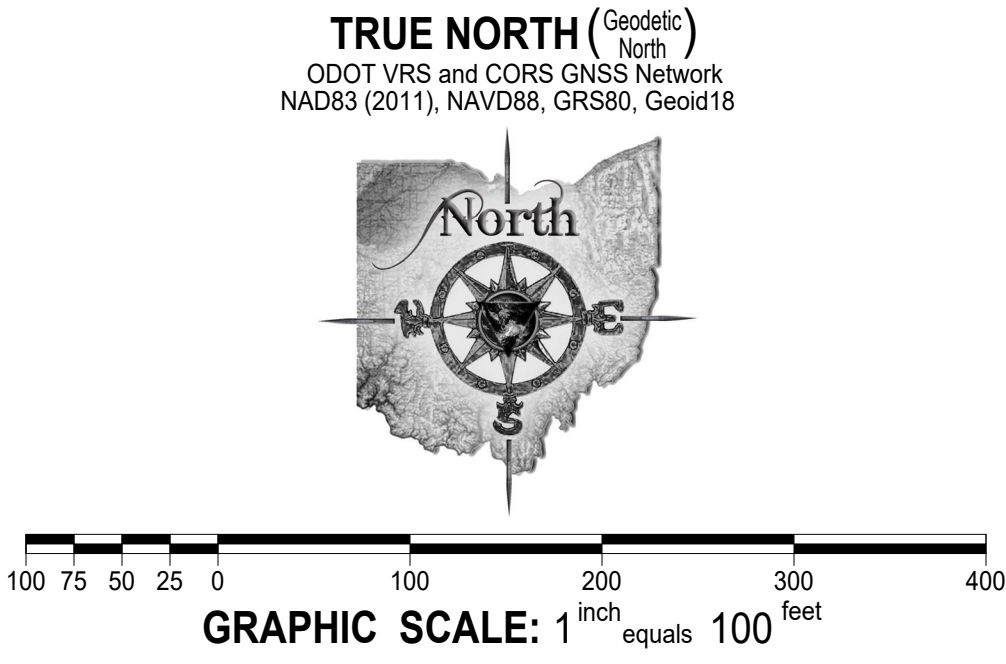 TRUE NORTH (Geodetic North)
ODOT VRS and CORS GNSS Network
NAD83 (2011), NAVD88, GRS80, Geoid18
North
E
S
100 75 50 25 0 100 200 300 400
GRAPHIC SCALE: 1 inch equals 100 feet